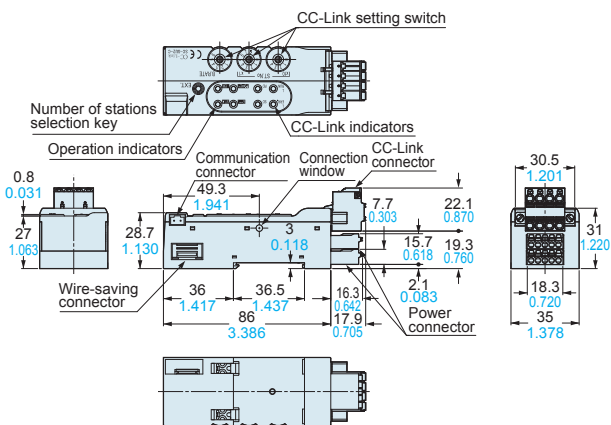 CC-Link setting switch
B.RATE
ST.No
EXT.
Number of stations
selection key
Operation indicators
CC-Link indicators
Communication
connector
Connection
window
CC-Link
connector
0.8
0.031
27
1.063
49.3
1.941
28.7
1.130
3
0.118
7.7
0.303
22.1
0.870
15.7
0.618
19.3
0.760
2.1
0.083
Wire-saving
connector
36
1.417
36.5
1.437
16.3
0.642
86
3.386
17.9
0.705
Power
connector
30.5
1.201
31
1.220
18.3
0.720
35
1.378